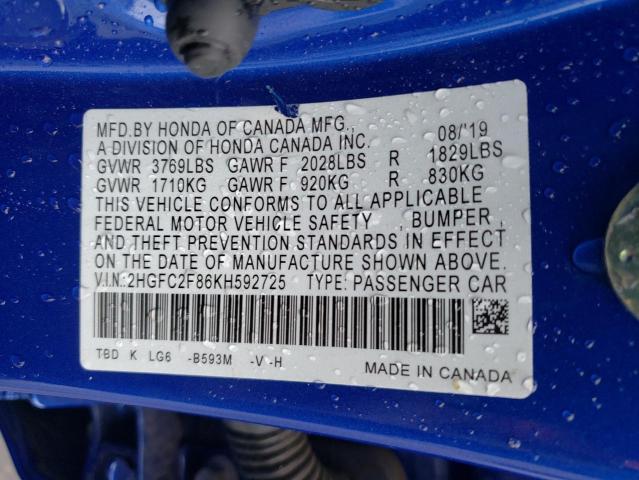 MFD.BY HONDA OF CANADA MFG., 08/'19
A DIVISION OF HONDA CANADA INC.
GVWR 3769LBS GAWR F 2028LBS R 1829LBS
GVWR 1710KG GAWR F 920KG R 830KG
THIS VEHICLE CONFORMS TO ALL APPLICABLE
FEDERAL MOTOR VEHICLE SAFETY , BUMPER ,
AND THEFT PREVENTION STANDARDS IN EFFECT
ON THE DATE OF MANUFACTURE SHOWN ABOVE.
V.I.N.: 2HGFC2F86KH592725 TYPE: PASSENGER CAR
TBD K LG6 -B593M -V -H
MADE IN CANADA